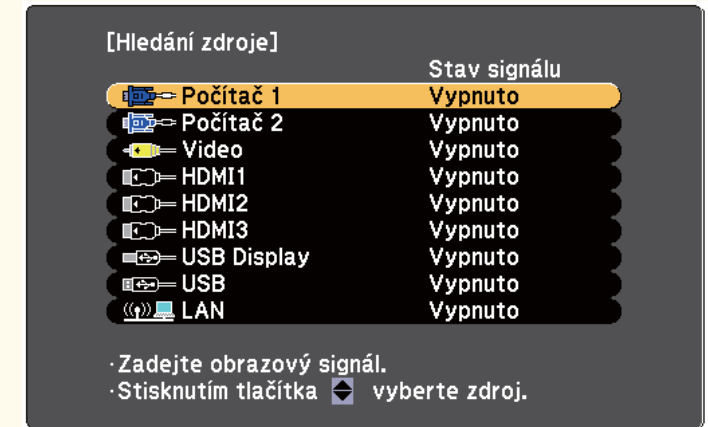 [Hledání zdroje]
Stav signálu
Počítač 1 Vypnuto
Počítač 2 Vypnuto
Video Vypnuto
HDMI1 Vypnuto
HDMI2 Vypnuto
HDMI3 Vypnuto
USB Display Vypnuto
USB Vypnuto
LAN Vypnuto
·Zadejte obrazový signál.
·Stisknutím tlačítka vyberte zdroj.